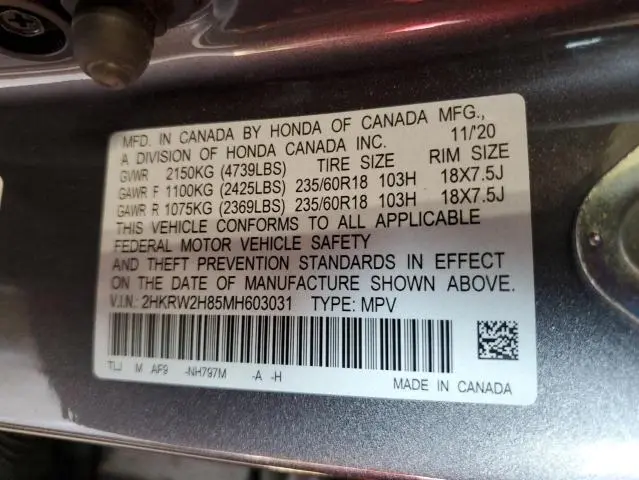 MFD. IN CANADA BY HONDA OF CANADA MFG.,
A DIVISION OF HONDA CANADA INC. 11/'20
GVWR 2150KG (4739LBS) TIRE SIZE RIM SIZE
GAWR F 1100KG (2425LBS) 235/60R18 103H 18X7.5J
GAWR R 1075KG (2369LBS) 235/60R18 103H 18X7.5J
THIS VEHICLE CONFORMS TO ALL APPLICABLE
FEDERAL MOTOR VEHICLE SAFETY
AND THEFT PREVENTION STANDARDS IN EFFECT
ON THE DATE OF MANUFACTURE SHOWN ABOVE.
V.I.N.: 2HKRW2H85MH603031 TYPE: MPV
M AF9 -NH797M -A -H
MADE IN CANADA